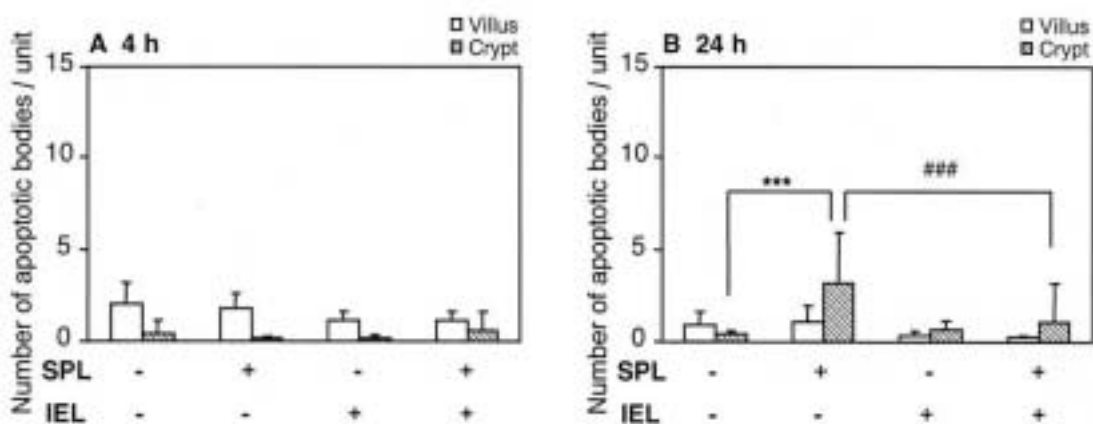 A 4 h
Villus
Crypt
Number of apoptotic bodies / unit
15
10
5
0
SPL - + - +
IEL - - + +
B 24 h
Villus
Crypt
Number of apoptotic bodies / unit
15
10
5
0
***
###
SPL - + - +
IEL - - + +